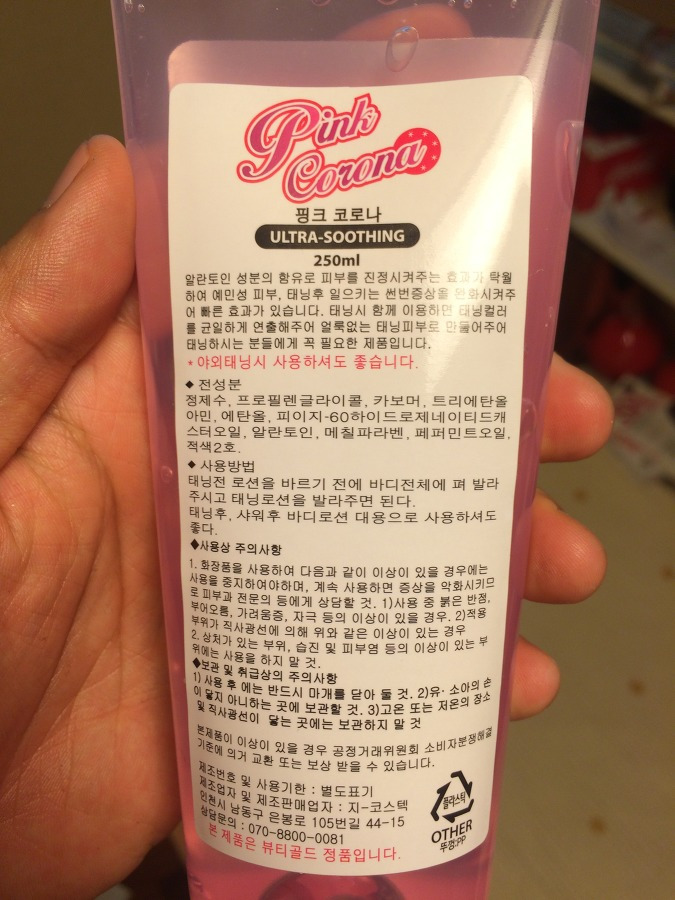 Pink
Corona
핑크 코로나
ULTRA-SOOTHING
250ml
알란토인 성분의 함유로 피부를 진정시켜주는 효과가 탁월
하여 예민성 피부, 태닝후 일으키는 썬번증상을 완화시켜주
어 빠른 효과가 있습니다. 태닝시 함께 이용하면 태닝컬러
를 균일하게 연출해주어 얼룩없는 태닝피부로 만들어주어
태닝하시는 분들에게 꼭 필요한 제품입니다.
*야외태닝시 사용하셔도 좋습니다.
◆ 전성분
정제수, 프로필렌글라이콜, 카보머, 트리에탄올
아민, 에탄올, 피이지-60하이드로제네이티드캐
스터오일, 알란토인, 메칠파라벤, 페퍼민트오일,
적색2호.
◆ 사용방법
태닝전 로션을 바르기 전에 바디전체에 펴 발라
주시고 태닝로션을 발라주면 된다.
태닝후, 샤워후 바디로션 대용으로 사용하셔도
좋다.
◆사용상 주의사항
1. 화장품을 사용하여 다음과 같이 이상이 있을 경우에는
사용을 중지하여야하며, 계속 사용하면 증상을 악화시키므
로 피부과 전문의 등에게 상담할 것. 1)사용 중 붉은 반점,
부어오름, 가려움증, 자극 등의 이상이 있을 경우. 2)적용
부위가 직사광선에 의해 위와 같은 이상이 있는 경우
2. 상처가 있는 부위, 습진 및 피부염 등의 이상이 있는 부
위에는 사용을 하지 말 것.
◆보관 및 취급상의 주의사항
1) 사용 후 에는 반드시 마개를 닫아 둘 것. 2)유·소아의 손
이 닿지 아니하는 곳에 보관할 것. 3)고온 또는 저온의 장소
및 직사광선이 닿는 곳에는 보관하지 말 것
본제품이 이상이 있을 경우 공정거래위원회 소비자분쟁해결
기준에 의거 교환 또는 보상 받을 수 있습니다.
제조번호 및 사용기한 : 별도표기
제조업자 및 제조판매업자 : 지-코스텍
인천시 남동구 은봉로 105번길 44-15
상담문의 : 070-8800-0081
본 제품은 뷰티골드 정품입니다.
플라스틱
OTHER
뚜껑:PP